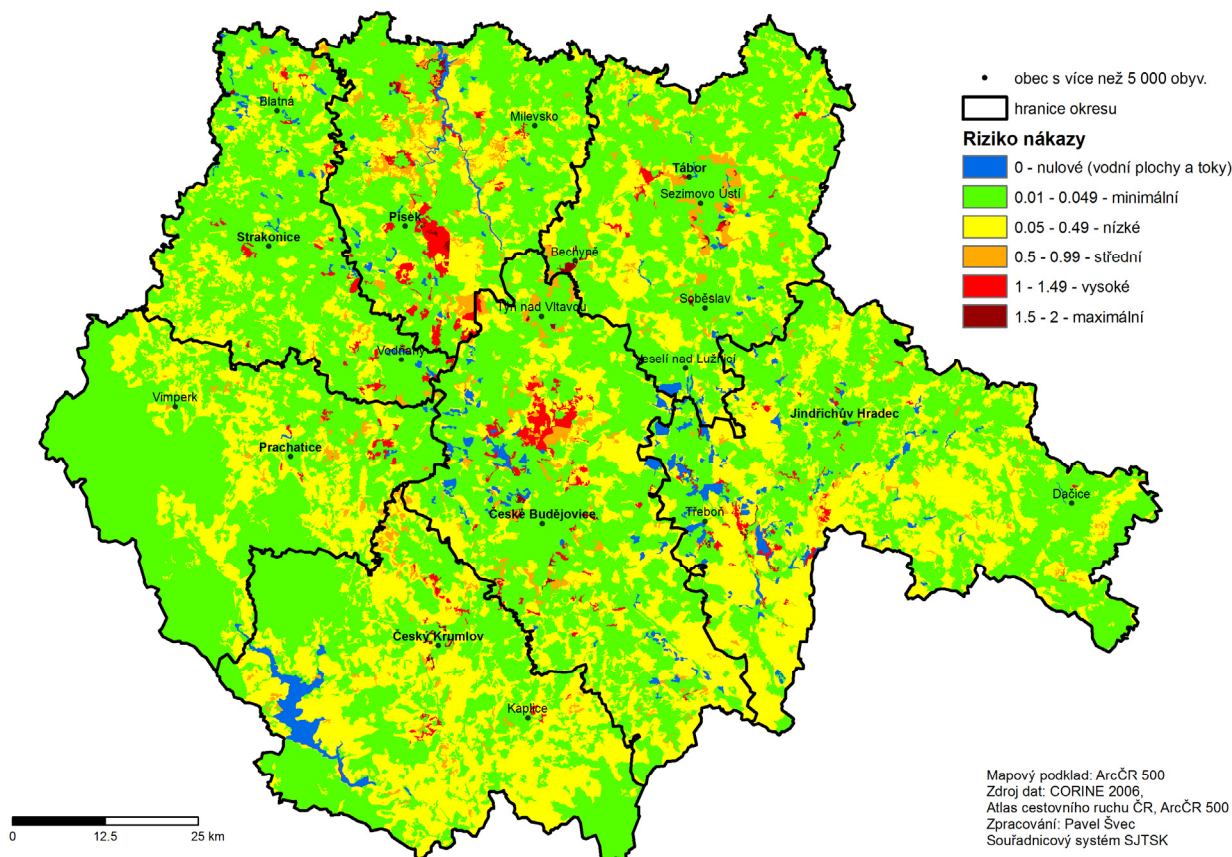 obec s více než 5 000 obyv.
hranice okresu
Riziko nákazy
0 - nulové (vodní plochy a toky)
0.01 - 0.049 - minimální
0.05 - 0.49 - nízké
0.5 - 0.99 - střední
1 - 1.49 - vysoké
1.5 - 2 - maximální
Blatná
Milevsko
Tábor
Sezimovo Ústí
Písek
Strakonice
Bechyně
Soběslav
Týn nad Vltavou
Vodňany
Veselí nad Lužnicí
Vimperk
Jindřichův Hradec
Prachatice
Dačice
České Budějovice
Třeboň
Český Krumlov
Kaplice
0 12.5 25 km
Mapový podklad: ArcČR 500
Zdroj dat: CORINE 2006,
Atlas cestovního ruchu ČR, ArcČR 500
Zpracování: Pavel Švec
Souřadnicový systém SJTSK